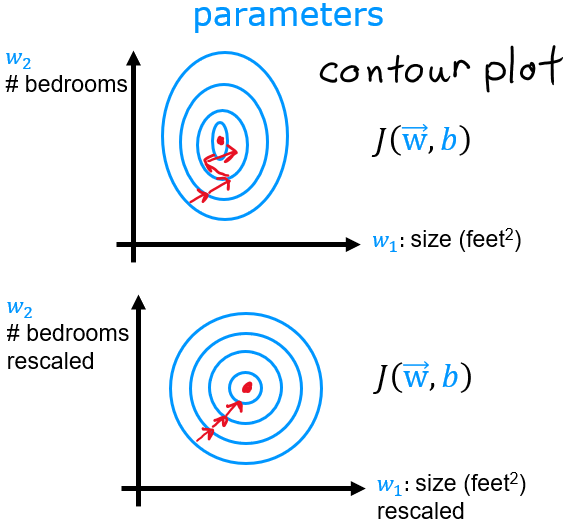 parameters
w₂
# bedrooms
contour plot
J(w⃗, b)
w₁: size (feet²)
w₂
# bedrooms
rescaled
J(w⃗, b)
w₁: size (feet²)
rescaled